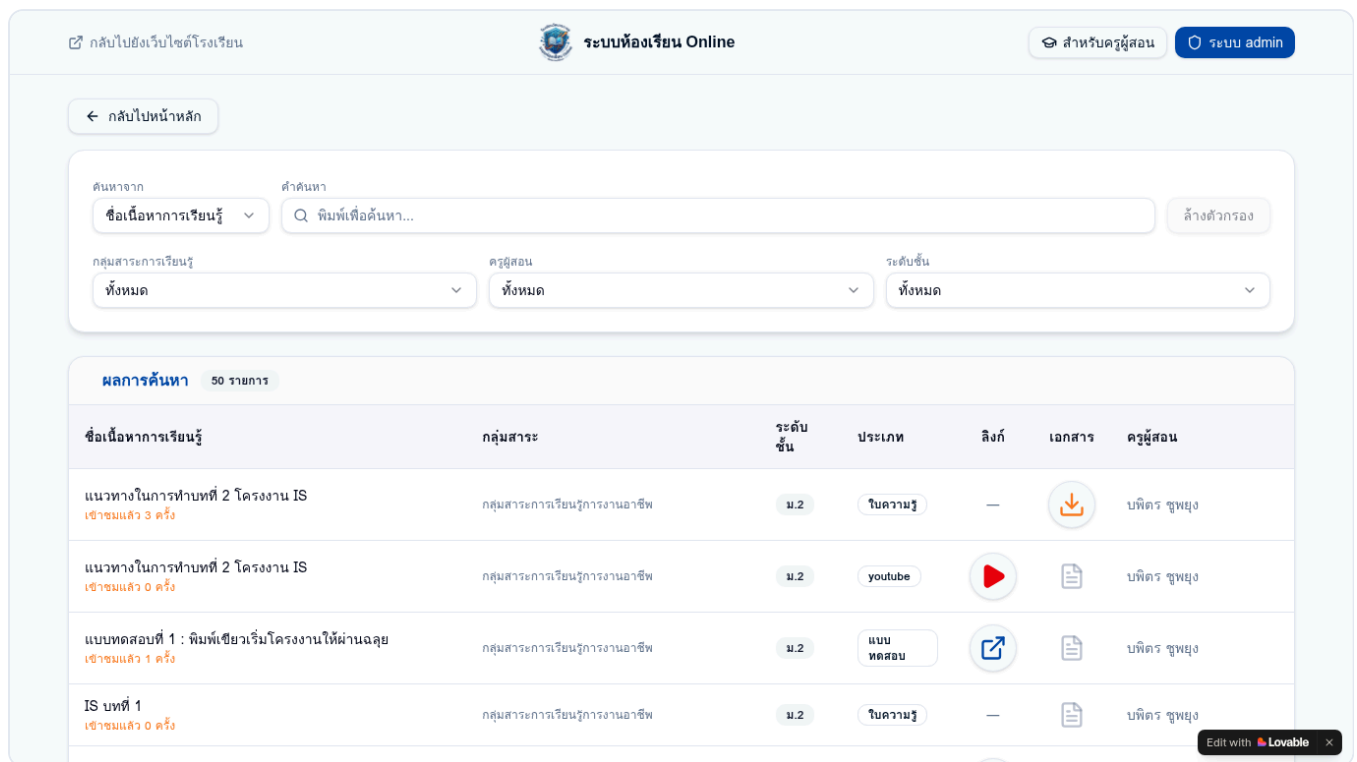 กลับไปยังเว็บไซต์โรงเรียน
ระบบห้องเรียน Online
สำหรับครูผู้สอน
ระบบ admin
กลับไปหน้าหลัก
ค้นหาจาก
คำค้นหา
ชื่อเนื้อหาการเรียนรู้
พิมพ์เพื่อค้นหา...
ล้างตัวกรอง
กลุ่มสาระการเรียนรู้
ครูผู้สอน
ระดับชั้น
ทั้งหมด
ทั้งหมด
ทั้งหมด
ผลการค้นหา 50 รายการ
ชื่อเนื้อหาการเรียนรู้ กลุ่มสาระ ระดับ
ชั้น ประเภท ลิงก์ เอกสาร ครูผู้สอน
แนวทางในการทำบทที่ 2 โครงงาน IS
เข้าชมแล้ว 3 ครั้ง
กลุ่มสาระการเรียนรู้การงานอาชีพ ม.2 ใบความรู้ — บพิตร ชูพยุง
แนวทางในการทำบทที่ 2 โครงงาน IS
เข้าชมแล้ว 0 ครั้ง
กลุ่มสาระการเรียนรู้การงานอาชีพ ม.2 youtube บพิตร ชูพยุง
แบบทดสอบที่ 1 : พิมพ์เขียวเริ่มโครงงานให้ผ่านฉลุย
เข้าชมแล้ว 1 ครั้ง
กลุ่มสาระการเรียนรู้การงานอาชีพ ม.2 แบบ
ทดสอบ บพิตร ชูพยุง
IS บทที่ 1
เข้าชมแล้ว 0 ครั้ง
กลุ่มสาระการเรียนรู้การงานอาชีพ ม.2 ใบความรู้ — บพิตร ชูพยุง
Edit with Lovable ×